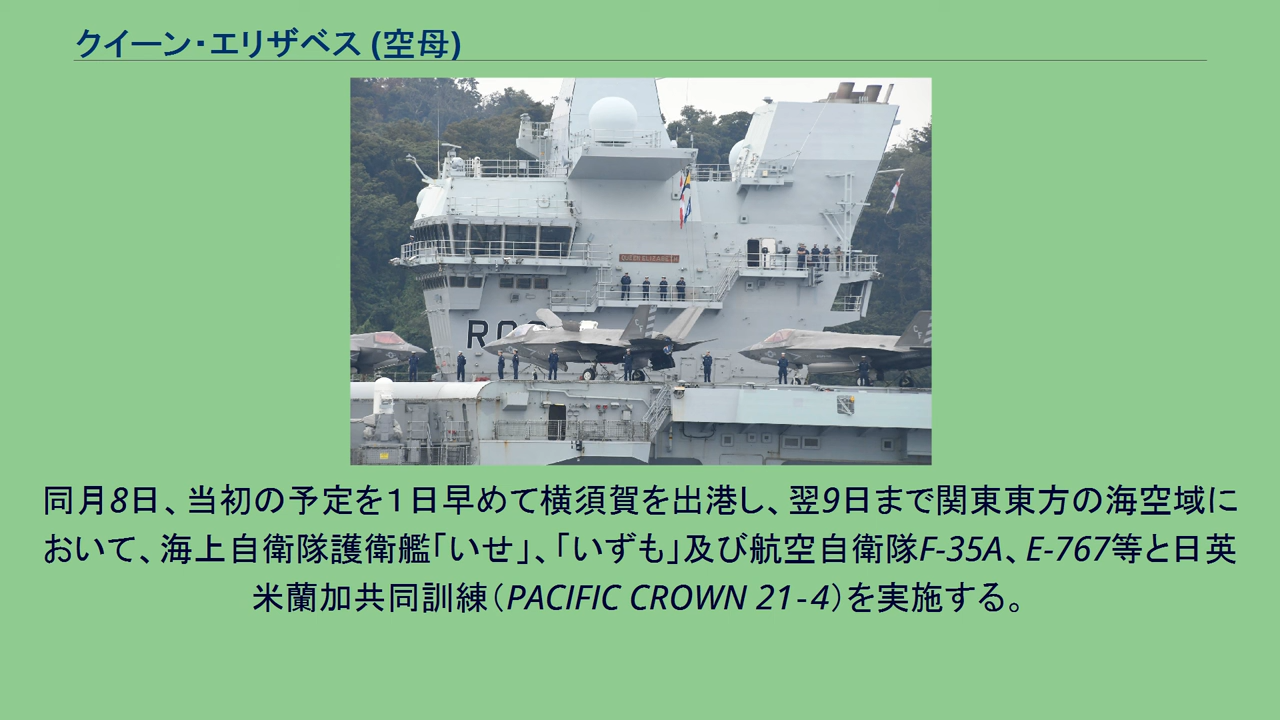 クイーン・エリザベス (空母)
QUEEN ELIZABETH
R0
同月8日、当初の予定を１日早めて横須賀を出港し、翌9日まで関東東方の海空域に
おいて、海上自衛隊護衛艦「いせ」、「いずも」及び航空自衛隊F-35A、E-767等と日英
米蘭加共同訓練（PACIFIC CROWN 21-4）を実施する。